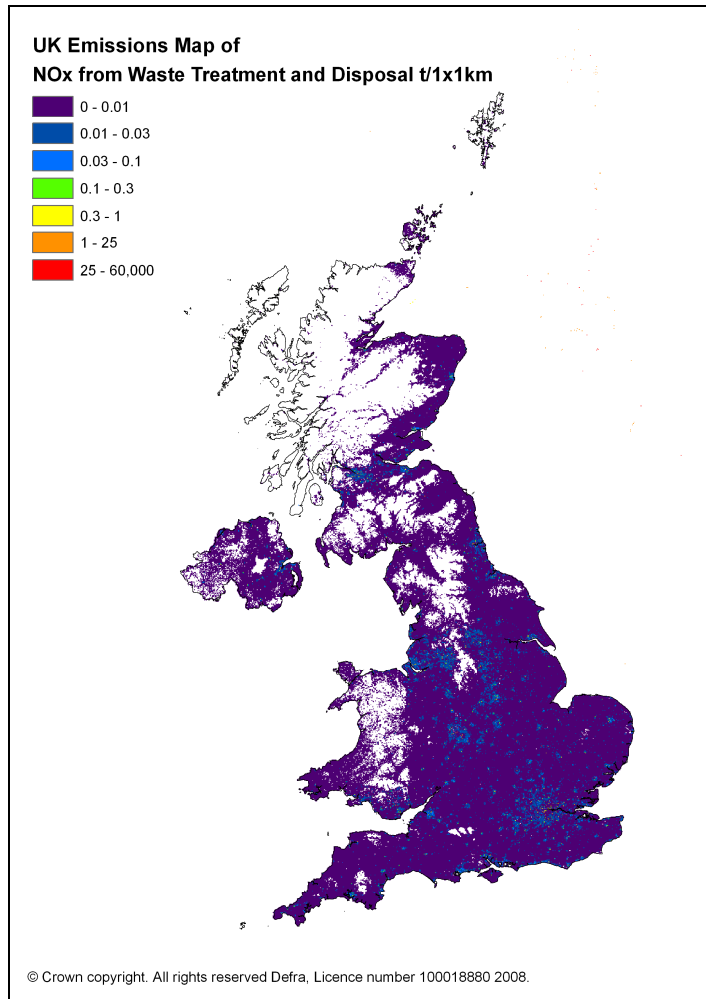 UK Emissions Map of
NOx from Waste Treatment and Disposal t/1x1km
0 - 0.01
0.01 - 0.03
0.03 - 0.1
0.1 - 0.3
0.3 - 1
1 - 25
25 - 60,000
© Crown copyright. All rights reserved Defra, Licence number 100018880 2008.